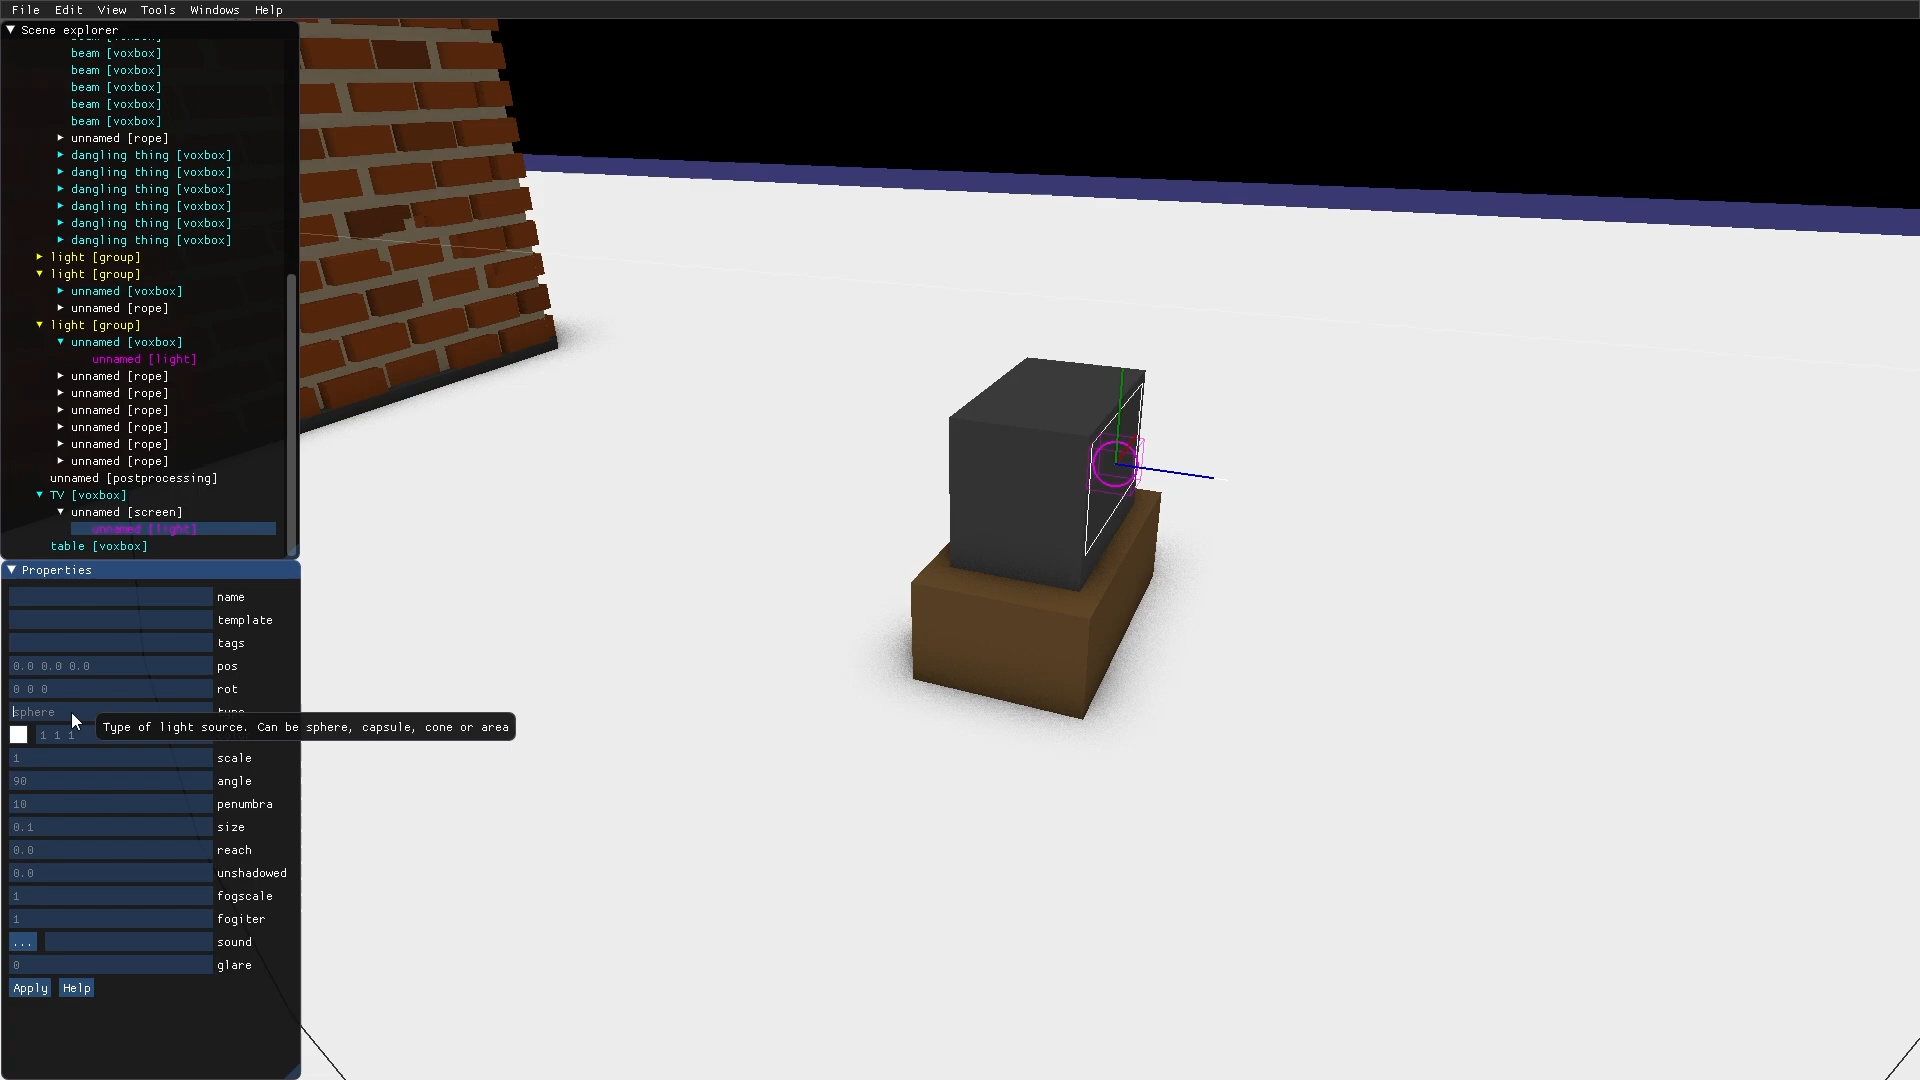 File Edit View Tools Windows Help
Scene explorer
beam [voxbox]
beam [voxbox]
beam [voxbox]
beam [voxbox]
beam [voxbox]
beam [voxbox]
unnamed [rope]
dangling thing [voxbox]
dangling thing [voxbox]
dangling thing [voxbox]
dangling thing [voxbox]
dangling thing [voxbox]
dangling thing [voxbox]
light [group]
light [group]
unnamed [voxbox]
unnamed [rope]
light [group]
unnamed [voxbox]
unnamed [light]
unnamed [rope]
unnamed [rope]
unnamed [rope]
unnamed [rope]
unnamed [rope]
unnamed [rope]
unnamed [postprocessing]
TV [voxbox]
unnamed [screen]
unnamed [light]
table [voxbox]
Properties
name
template
tags
0.0 0.0 0.0 pos
0 0 0 rot
sphere
Type of light source. Can be sphere, capsule, cone or area
1 1 1
1 scale
90 angle
10 penumbra
0.1 size
0.0 reach
0.0 unshadowed
1 fogscale
1 fogiter
... sound
0 glare
Apply Help